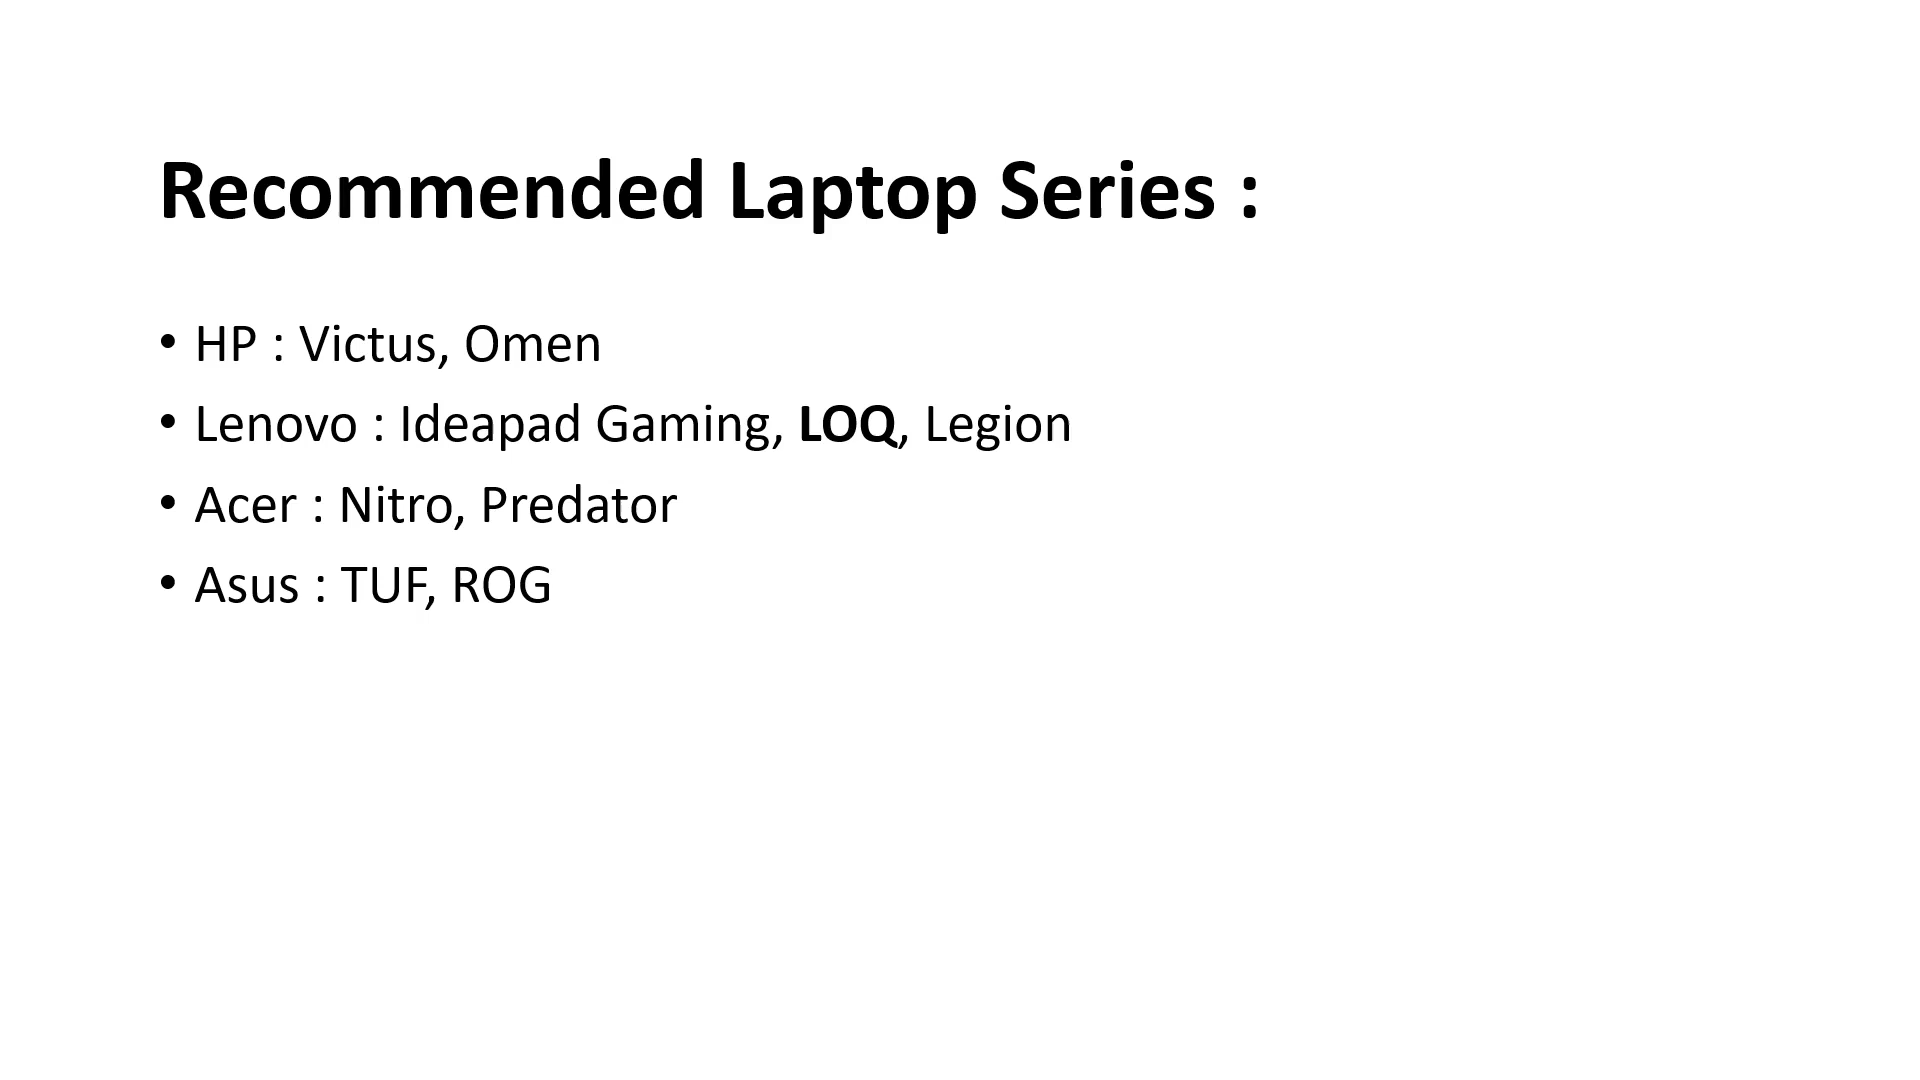 Recommended Laptop Series :
• HP : Victus, Omen
• Lenovo : Ideapad Gaming, LOQ, Legion
• Acer : Nitro, Predator
• Asus : TUF, ROG